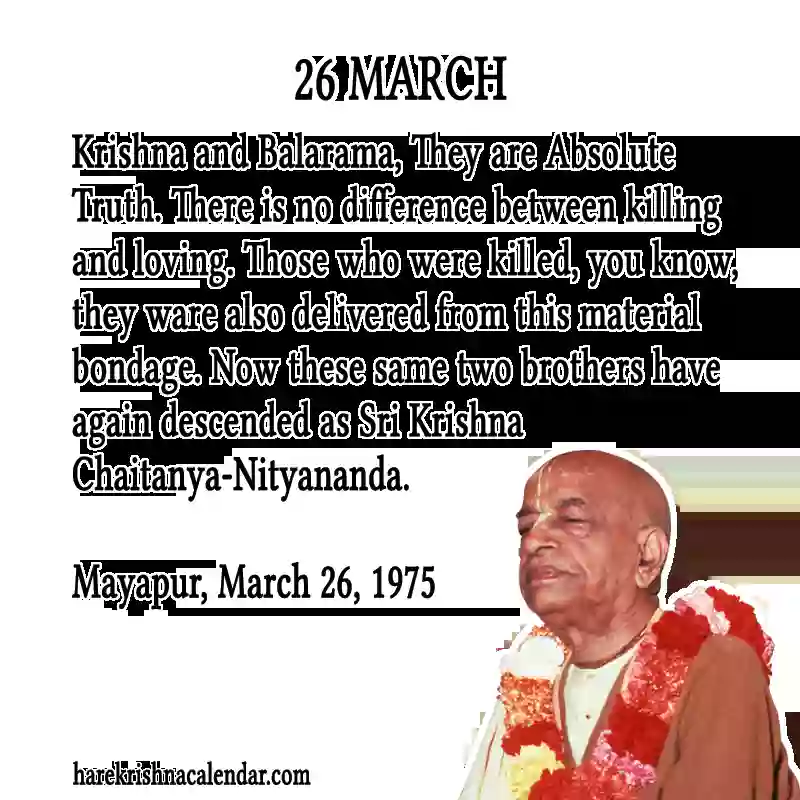 26 MARCH
Krishna and Balarama, They are Absolute
Truth. There is no difference between killing
and loving. Those who were killed, you know,
they ware also delivered from this material
bondage. Now these same two brothers have
again descended as Sri Krishna
Chaitanya-Nityananda.
Mayapur, March 26, 1975
harekrishnacalendar.com